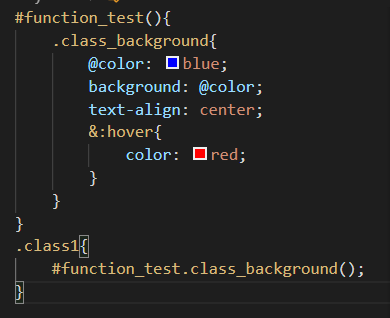 #function_test(){
    .class_background{
        @color: blue;
        background: @color;
        text-align: center;
        &:hover{
            color: red;
        }
    }
}
.class1{
    #function_test.class_background();
}